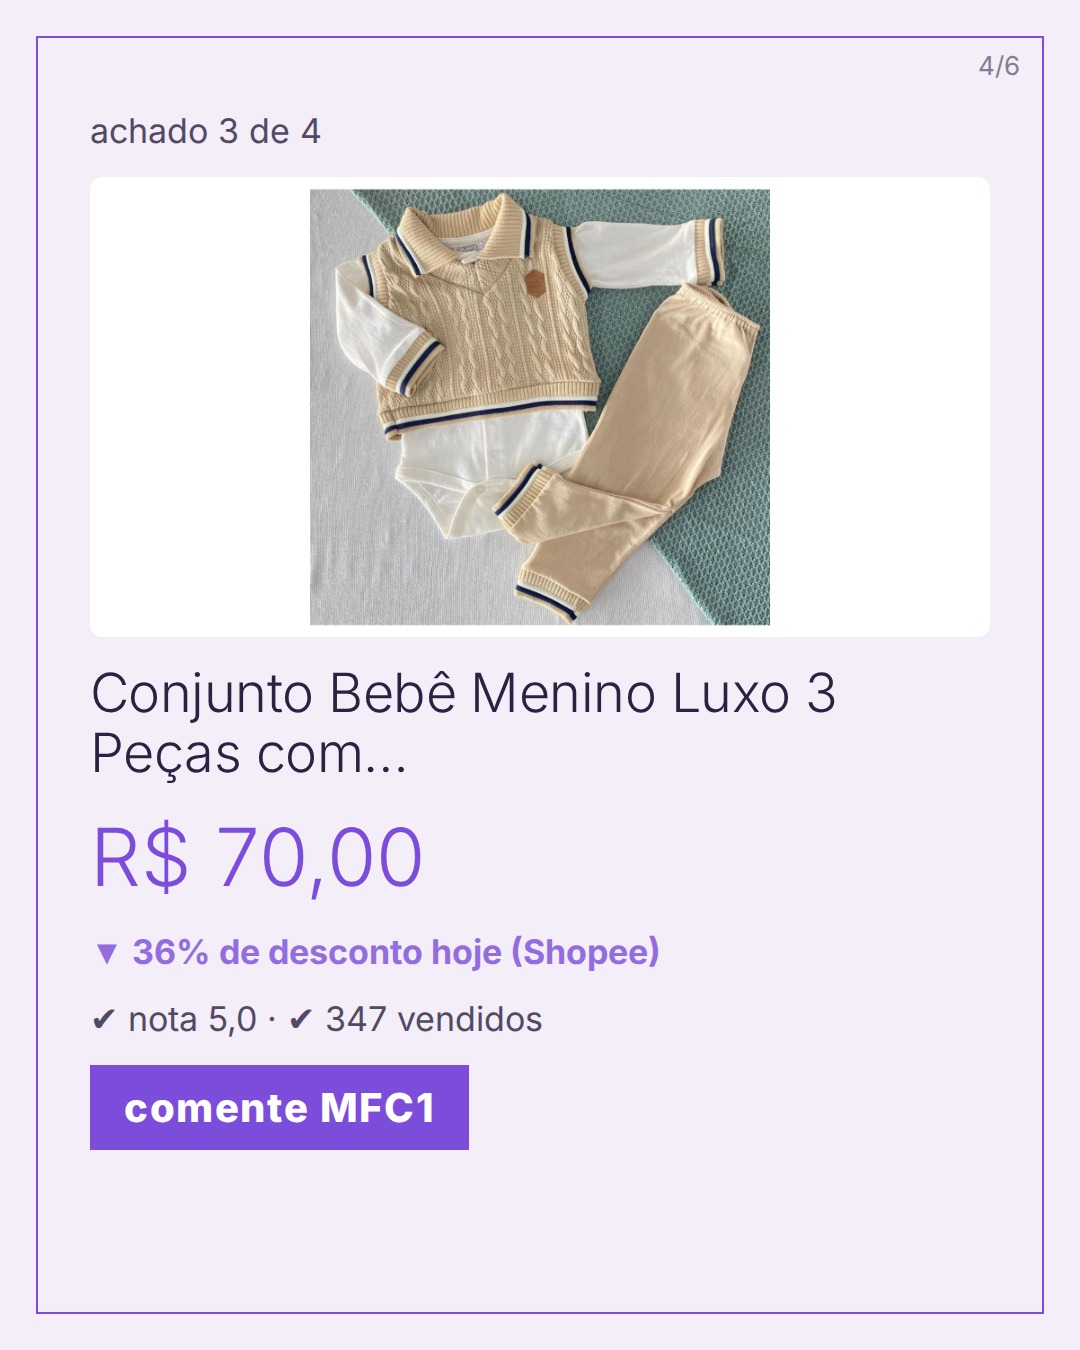 4/6
achado 3 de 4
Conjunto Bebê Menino Luxo 3
Peças com...
R$ 70,00
▼ 36% de desconto hoje (Shopee)
✔ nota 5,0 · ✔ 347 vendidos
comente MFC1